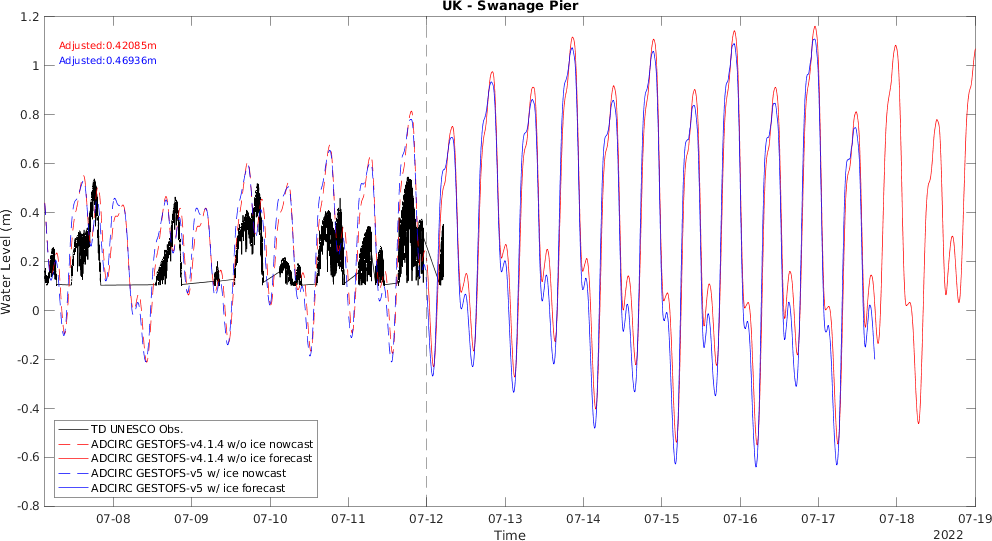 UK - Swanage Pier
Adjusted:0.42085m
Adjusted:0.46936m
Water Level (m)
1.2
1
0.8
0.6
0.4
0.2
0
-0.2
-0.4
-0.6
-0.8
TD UNESCO Obs.
ADCIRC GESTOFS-v4.1.4 w/o ice nowcast
ADCIRC GESTOFS-v4.1.4 w/o ice forecast
ADCIRC GESTOFS-v5 w/ ice nowcast
ADCIRC GESTOFS-v5 w/ ice forecast
07-08 07-09 07-10 07-11 07-12 07-13 07-14 07-15 07-16 07-17 07-18 07-19
Time
2022